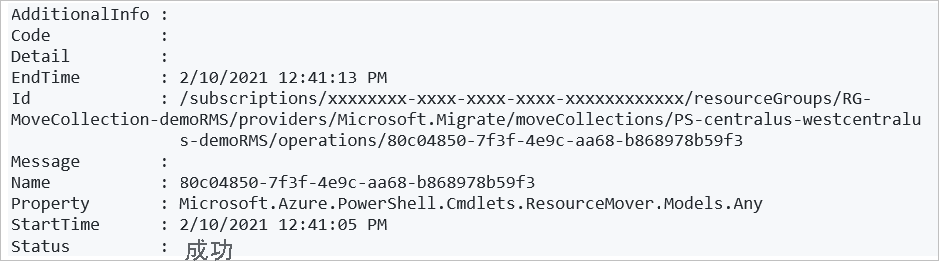 AdditionalInfo :
Code           :
Detail         :
EndTime        : 2/10/2021 12:41:13 PM
Id             : /subscriptions/xxxxxxxx-xxxx-xxxx-xxxx-xxxxxxxxxxxx/resourceGroups/RG-
MoveCollection-demoRMS/providers/Microsoft.Migrate/moveCollections/PS-centralus-westcentralu
                 s-demoRMS/operations/80c04850-7f3f-4e9c-aa68-b868978b59f3
Message        :
Name           : 80c04850-7f3f-4e9c-aa68-b868978b59f3
Property       : Microsoft.Azure.PowerShell.Cmdlets.ResourceMover.Models.Any
StartTime      : 2/10/2021 12:41:05 PM
Status         : 成功